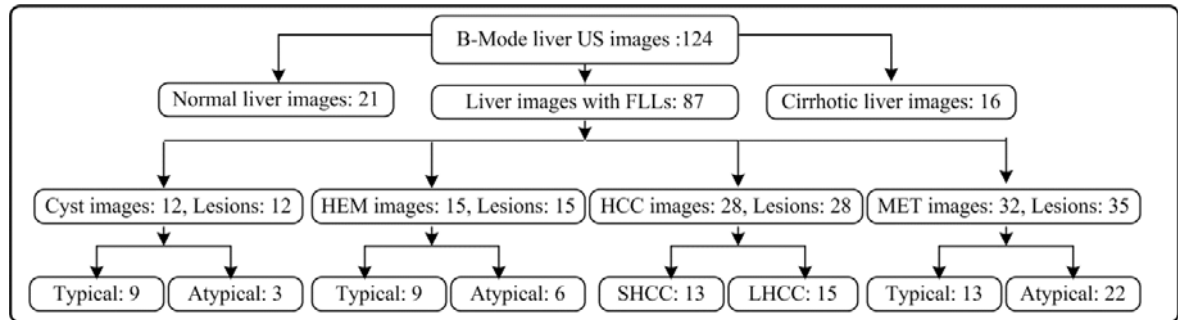 B-Mode liver US images :124
Normal liver images: 21
Liver images with FLLs: 87
Cirrhotic liver images: 16
Cyst images: 12, Lesions: 12
HEM images: 15, Lesions: 15
HCC images: 28, Lesions: 28
MET images: 32, Lesions: 35
Typical: 9
Atypical: 3
Typical: 9
Atypical: 6
SHCC: 13
LHCC: 15
Typical: 13
Atypical: 22